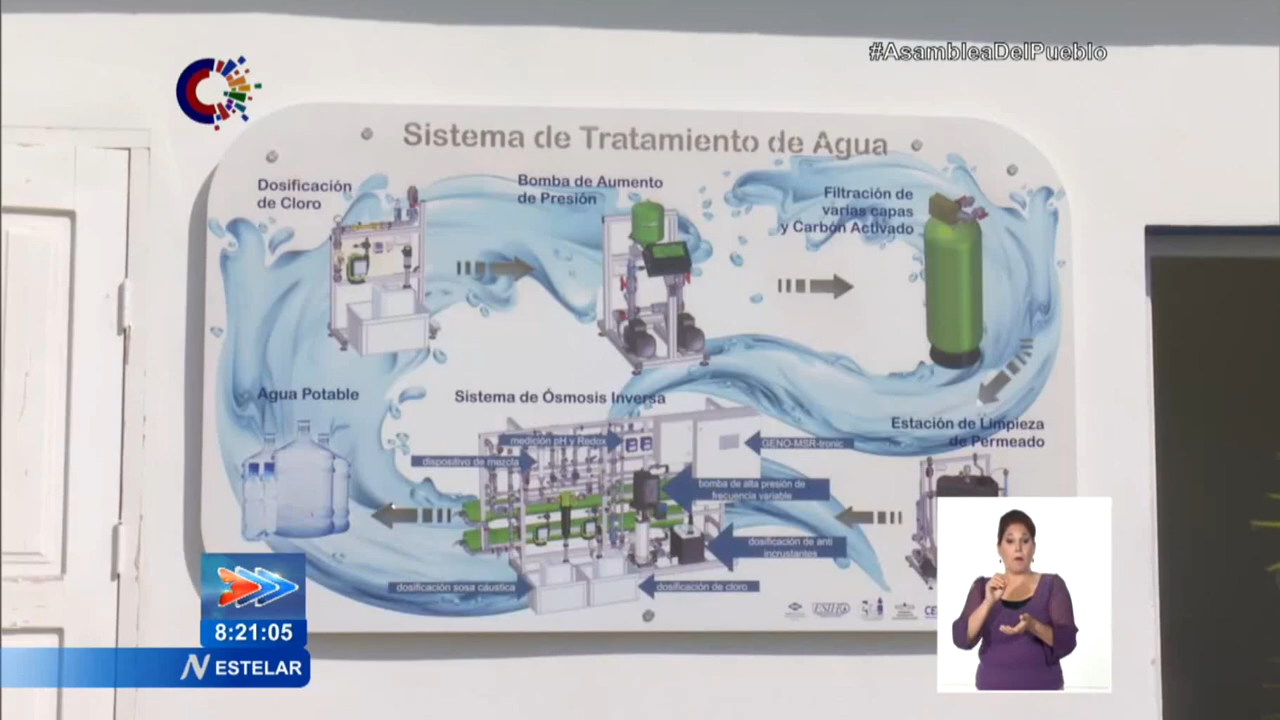 #AsambleaDelPueblo
Sistema de Tratamiento de Agua
Dosificación
de Cloro
Bomba de Aumento
de Presión
Filtración de
varias capas
y Carbón Activado
Agua Potable
Sistema de Ósmosis Inversa
Estación de Limpieza
de Permeado
medición pH y Redox
GENO-MSR-tronic
dispositivo de mezcla
bomba de alta presión de
frecuencia variable
dosificación de anti
incrustantes
dosificación sosa cáustica
dosificación de cloro
8:21:05
N ESTELAR